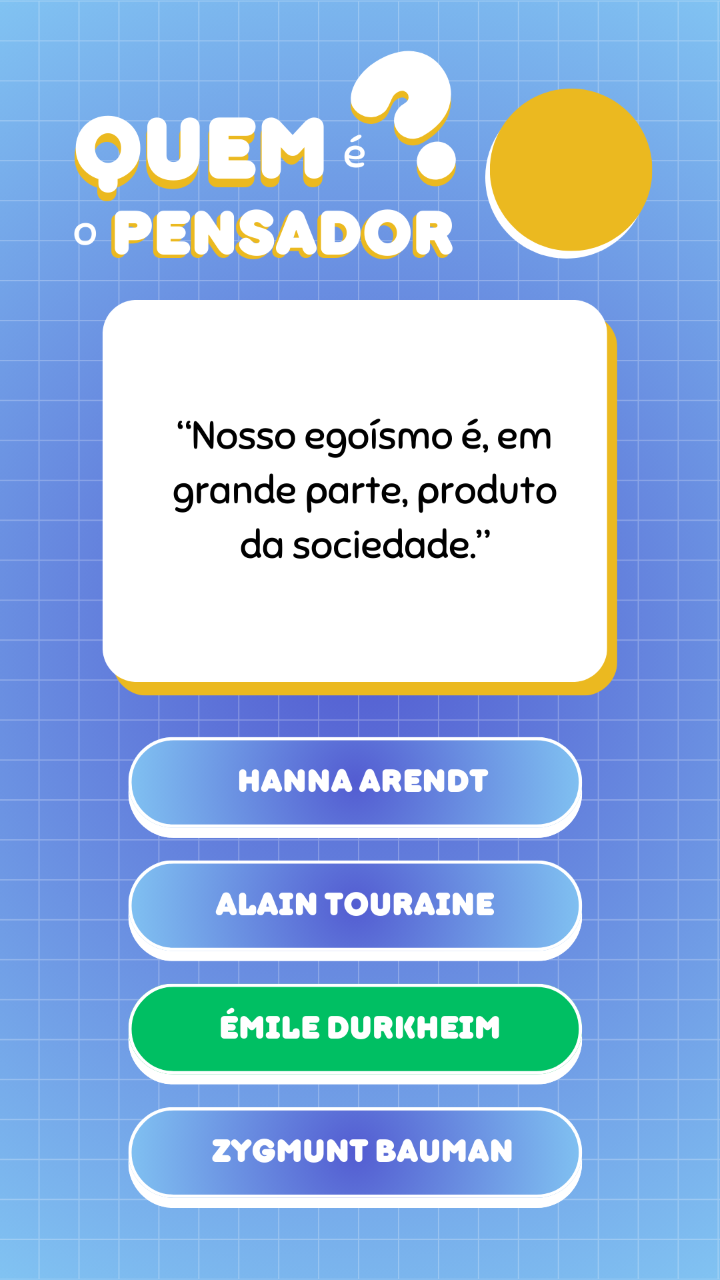 QUEM é ?
o PENSADOR
“Nosso egoísmo é, em
grande parte, produto
da sociedade.”
HANNA ARENDT
ALAIN TOURAINE
ÉMILE DURKHEIM
ZYGMUNT BAUMAN